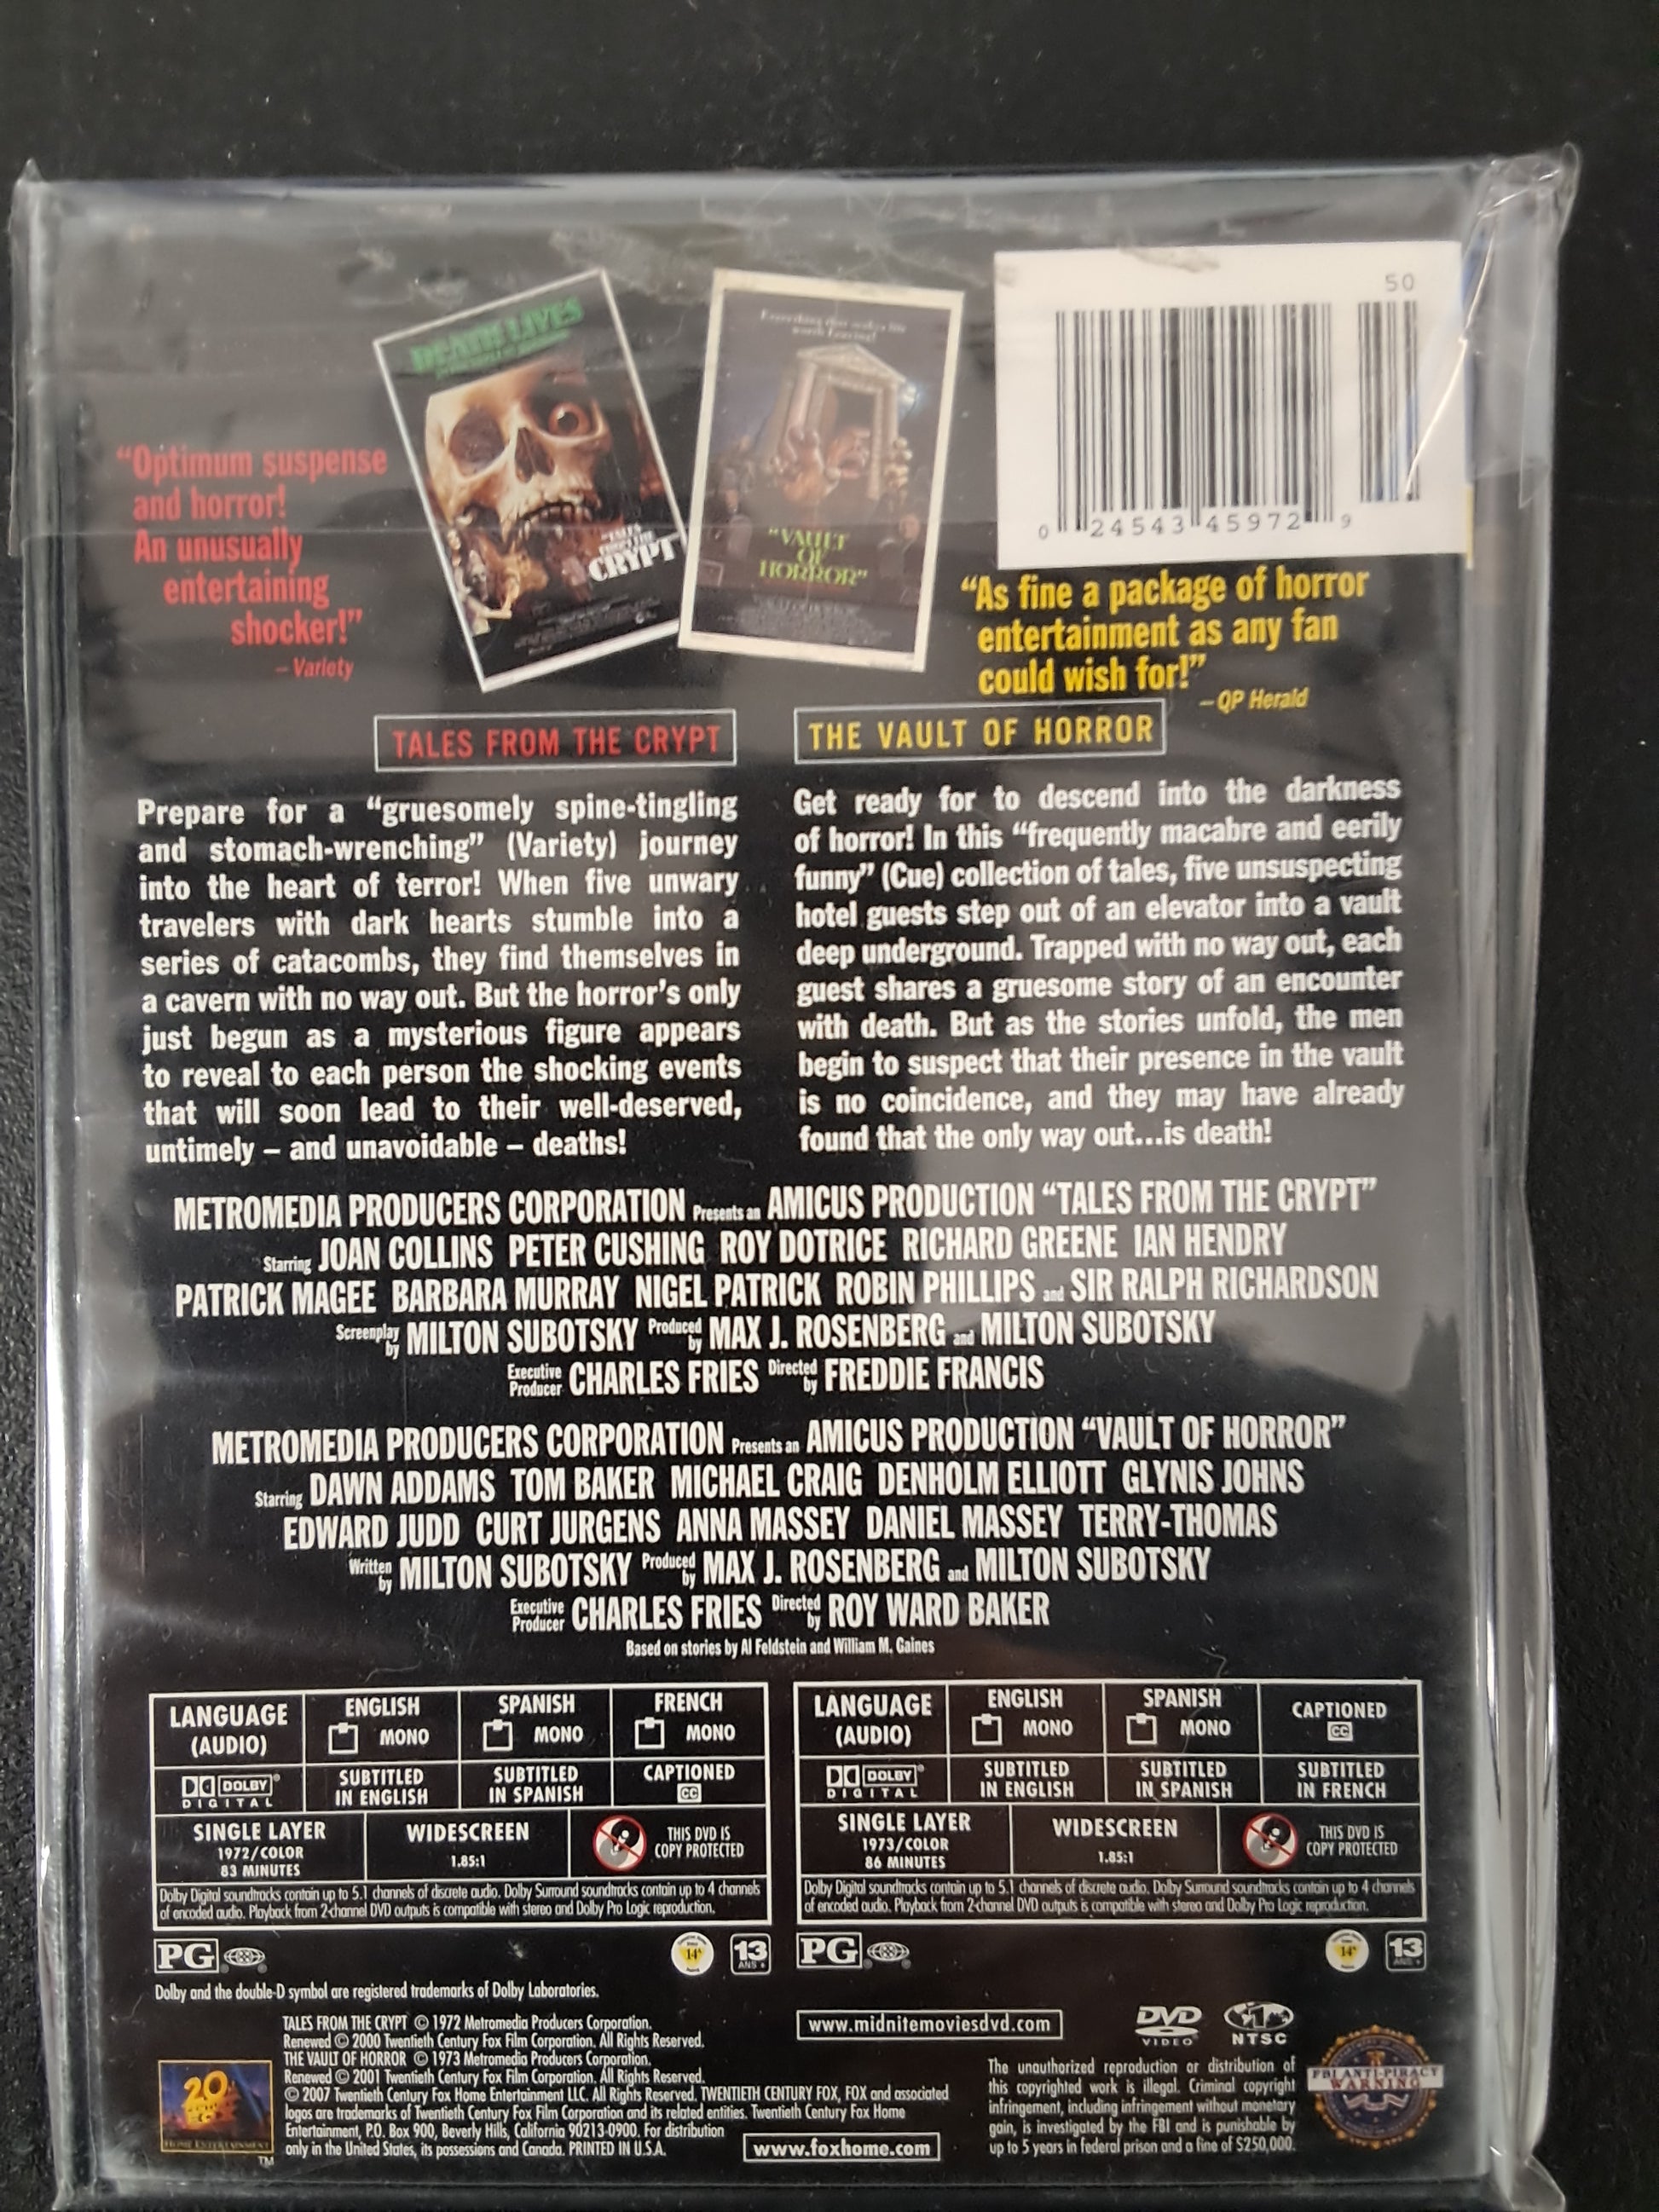 DEATH LIVES
"TALES
FROM THE
CRYPT"
Everything that makes life
worth Leaving!
"VAULT
OF
HORROR"
50
0 24543 45972 9
"Optimum suspense
and horror!
An unusually
entertaining
shocker!"
– Variety
"As fine a package of horror
entertainment as any fan
could wish for!"
– QP Herald
TALES FROM THE CRYPT
Prepare for a "gruesomely spine-tingling
and stomach-wrenching" (Variety) journey
into the heart of terror! When five unwary
travelers with dark hearts stumble into a
series of catacombs, they find themselves in
a cavern with no way out. But the horror's only
just begun as a mysterious figure appears
to reveal to each person the shocking events
that will soon lead to their well-deserved,
untimely – and unavoidable – deaths!
THE VAULT OF HORROR
Get ready for to descend into the darkness
of horror! In this "frequently macabre and eerily
funny" (Cue) collection of tales, five unsuspecting
hotel guests step out of an elevator into a vault
deep underground. Trapped with no way out, each
guest shares a gruesome story of an encounter
with death. But as the stories unfold, the men
begin to suspect that their presence in the vault
is no coincidence, and they may have already
found that the only way out...is death!
METROMEDIA PRODUCERS CORPORATION Presents an AMICUS PRODUCTION "TALES FROM THE CRYPT"
Starring JOAN COLLINS PETER CUSHING ROY DOTRICE RICHARD GREENE IAN HENDRY
PATRICK MAGEE BARBARA MURRAY NIGEL PATRICK ROBIN PHILLIPS and SIR RALPH RICHARDSON
Screenplay by MILTON SUBOTSKY Produced by MAX J. ROSENBERG and MILTON SUBOTSKY
Executive Producer CHARLES FRIES Directed by FREDDIE FRANCIS
METROMEDIA PRODUCERS CORPORATION Presents an AMICUS PRODUCTION "VAULT OF HORROR"
Starring DAWN ADDAMS TOM BAKER MICHAEL CRAIG DENHOLM ELLIOTT GLYNIS JOHNS
EDWARD JUDD CURT JURGENS ANNA MASSEY DANIEL MASSEY TERRY-THOMAS
Written by MILTON SUBOTSKY Produced by MAX J. ROSENBERG and MILTON SUBOTSKY
Executive Producer CHARLES FRIES Directed by ROY WARD BAKER
Based on stories by Al Feldstein and William M. Gaines
LANGUAGE (AUDIO)
ENGLISH MONO
SPANISH MONO
FRENCH MONO
DOLBY DIGITAL
SUBTITLED IN ENGLISH
SUBTITLED IN SPANISH
CAPTIONED CC
SINGLE LAYER
1972/COLOR
83 MINUTES
WIDESCREEN
1.85:1
THIS DVD IS
COPY PROTECTED
Dolby Digital soundtracks contain up to 5.1 channels of discrete audio. Dolby Surround soundtracks contain up to 4 channels
of encoded audio. Playback from 2-channel DVD outputs is compatible with stereo and Dolby Pro Logic reproduction.
PG
14A
13
ANS +
LANGUAGE (AUDIO)
ENGLISH MONO
SPANISH MONO
CAPTIONED CC
DOLBY DIGITAL
SUBTITLED IN ENGLISH
SUBTITLED IN SPANISH
SUBTITLED IN FRENCH
SINGLE LAYER
1973/COLOR
86 MINUTES
WIDESCREEN
1.85:1
THIS DVD IS
COPY PROTECTED
Dolby Digital soundtracks contain up to 5.1 channels of discrete audio. Dolby Surround soundtracks contain up to 4 channels
of encoded audio. Playback from 2-channel DVD outputs is compatible with stereo and Dolby Pro Logic reproduction.
PG
14A
13
ANS +
Dolby and the double-D symbol are registered trademarks of Dolby Laboratories.
TALES FROM THE CRYPT © 1972 Metromedia Producers Corporation.
Renewed © 2000 Twentieth Century Fox Film Corporation. All Rights Reserved.
THE VAULT OF HORROR © 1973 Metromedia Producers Corporation.
Renewed © 2001 Twentieth Century Fox Film Corporation. All Rights Reserved.
© 2007 Twentieth Century Fox Home Entertainment LLC. All Rights Reserved. TWENTIETH CENTURY FOX, FOX and associated
logos are trademarks of Twentieth Century Fox Film Corporation and its related entities. Twentieth Century Fox Home
Entertainment, P.O. Box 900, Beverly Hills, California 90213-0900. For distribution
only in the United States, its possessions and Canada. PRINTED IN U.S.A.
20th CENTURY FOX
HOME ENTERTAINMENT
TM
www.midnitemoviesdvd.com
www.foxhome.com
DVD
VIDEO
NTSC
The unauthorized reproduction or distribution of
this copyrighted work is illegal. Criminal copyright
infringement, including infringement without monetary
gain, is investigated by the FBI and is punishable by
up to 5 years in federal prison and a fine of $250,000.
FBI ANTI-PIRACY
WARNING